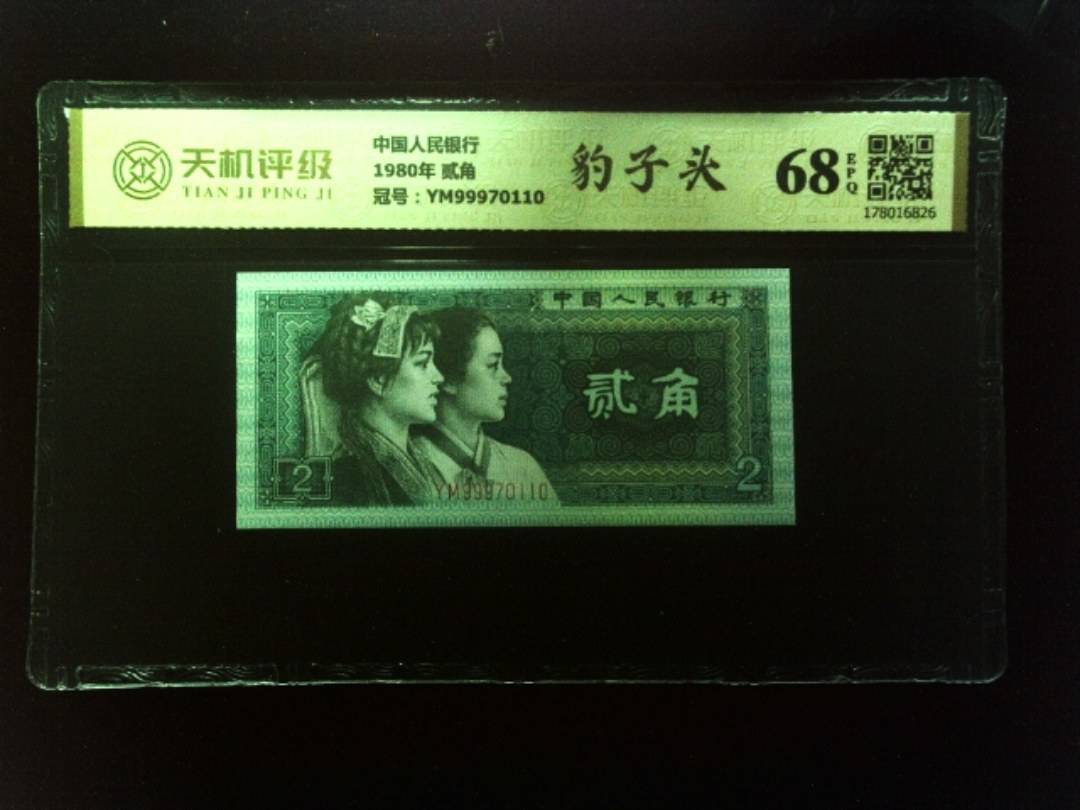 天机评级
TIAN JI PING JI
中国人民银行
1980年 贰角
冠号：YM99970110
豹子头
68
EPQ
178016826
中国人民银行
贰角
2
2
YM99970110